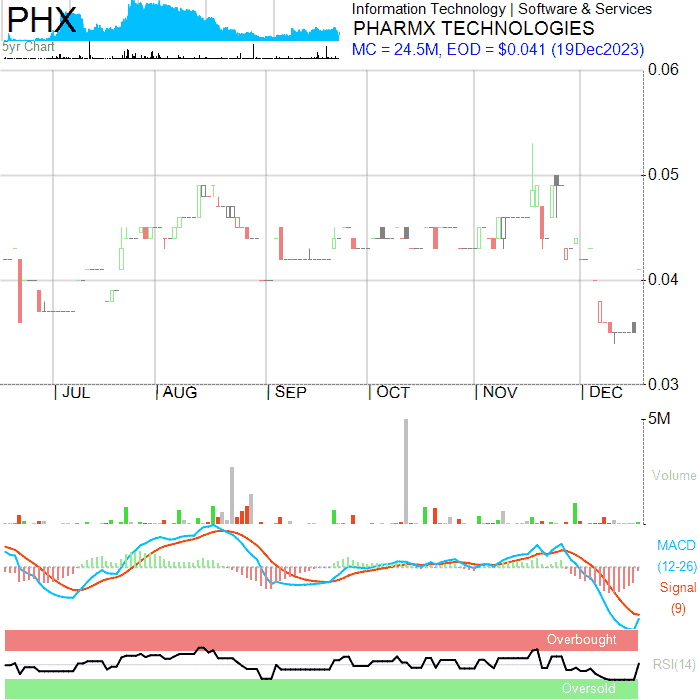 PHX
Information Technology | Software & Services
PHARMX TECHNOLOGIES
5yr Chart
MC = 24.5M, EOD = $0.041 (19Dec2023)
0.06
0.05
0.04
0.03
JUL
AUG
SEP
OCT
NOV
DEC
5M
Volume
MACD
(12-26)
Signal
(9)
Overbought
RSI(14)
Oversold